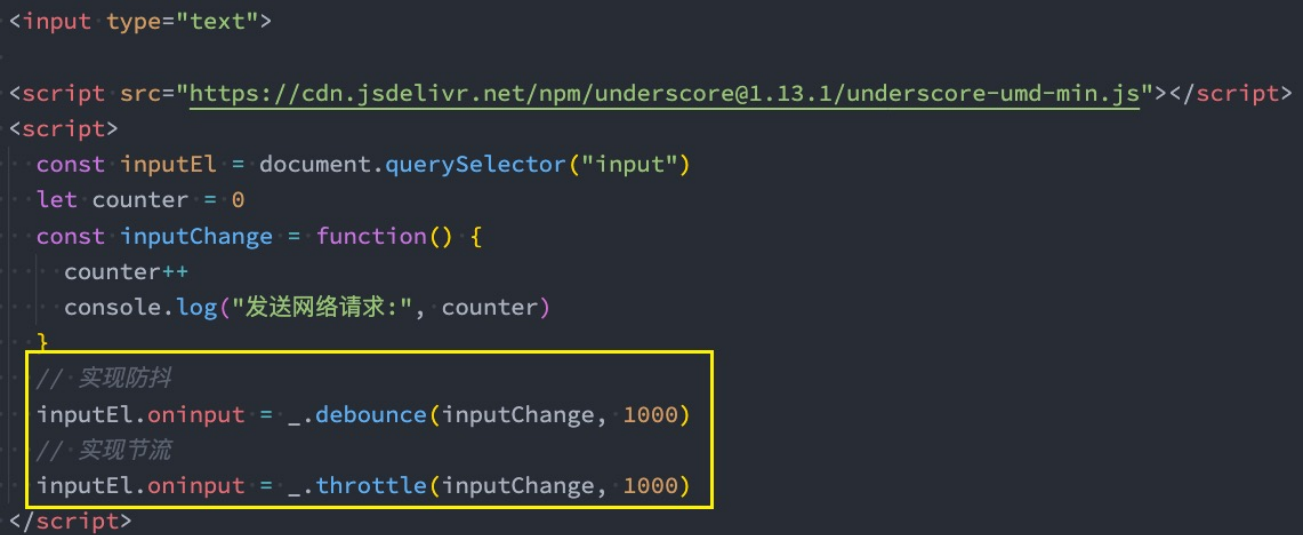 <input type="text">
<script src="https://cdn.jsdelivr.net/npm/underscore@1.13.1/underscore-umd-min.js"></script>
<script>
const inputEl = document.querySelector("input")
let counter = 0
const inputChange = function() {
counter++
console.log("发送网络请求:", counter)
}
// 实现防抖
inputEl.oninput = _.debounce(inputChange, 1000)
// 实现节流
inputEl.oninput = _.throttle(inputChange, 1000)
</script>